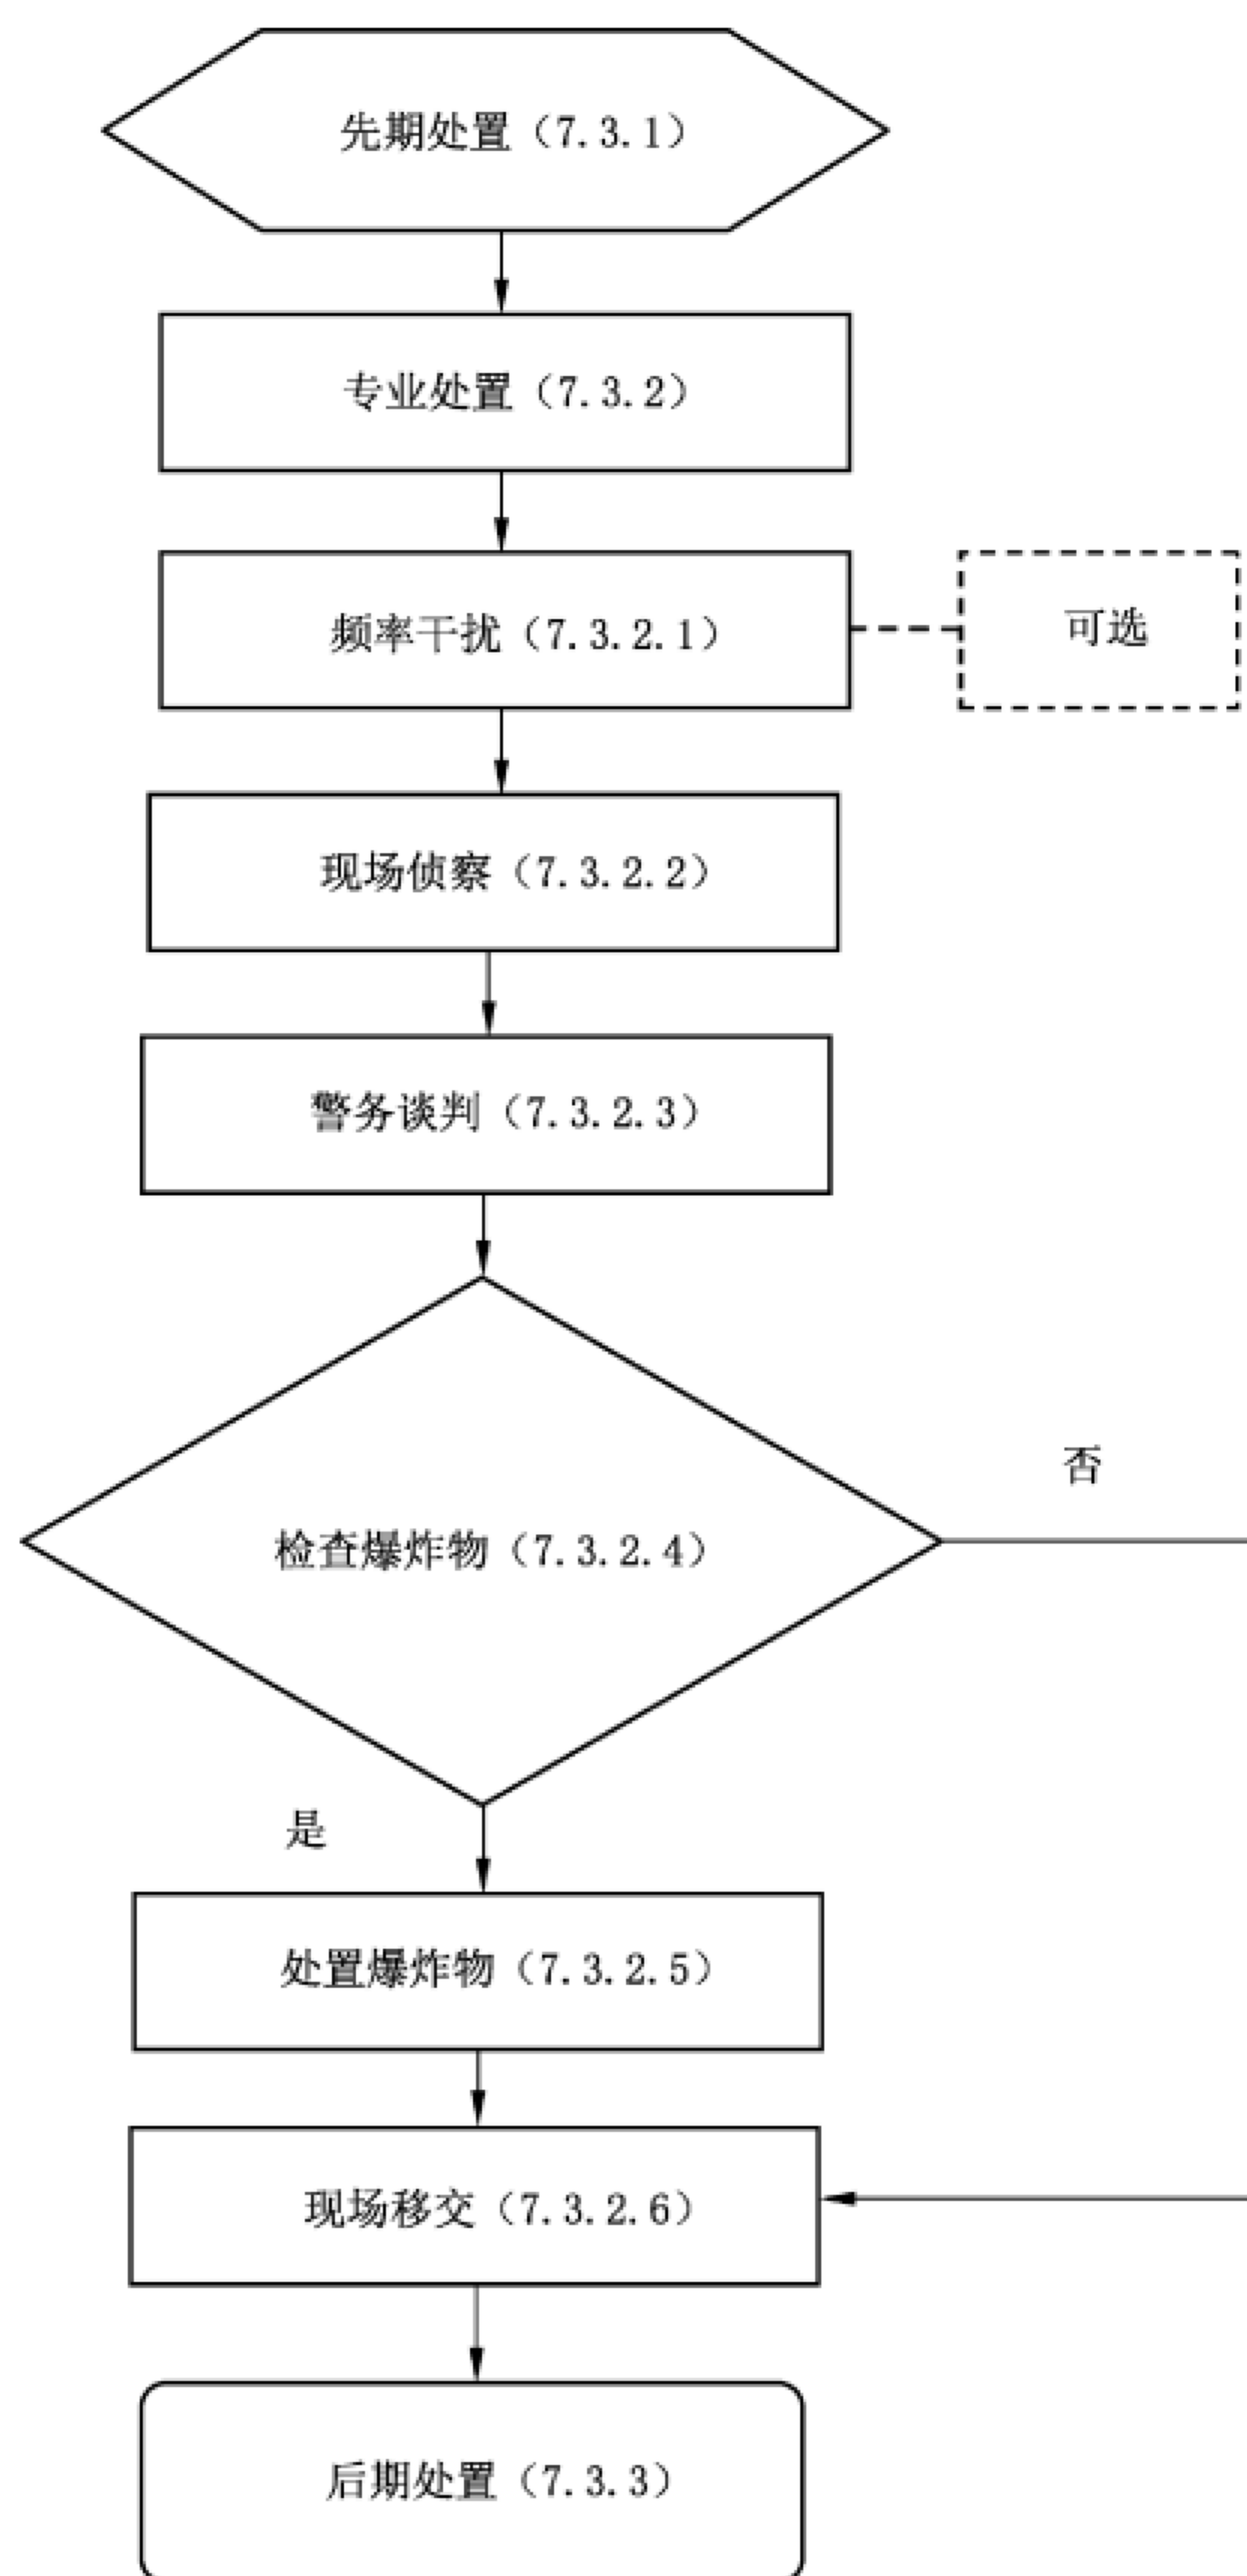 先期处置（7.3.1）
专业处置（7.3.2）
频率干扰（7.3.2.1）
可选
现场侦察（7.3.2.2）
警务谈判（7.3.2.3）
否
检查爆炸物（7.3.2.4）
是
处置爆炸物（7.3.2.5）
现场移交（7.3.2.6）
后期处置（7.3.3）